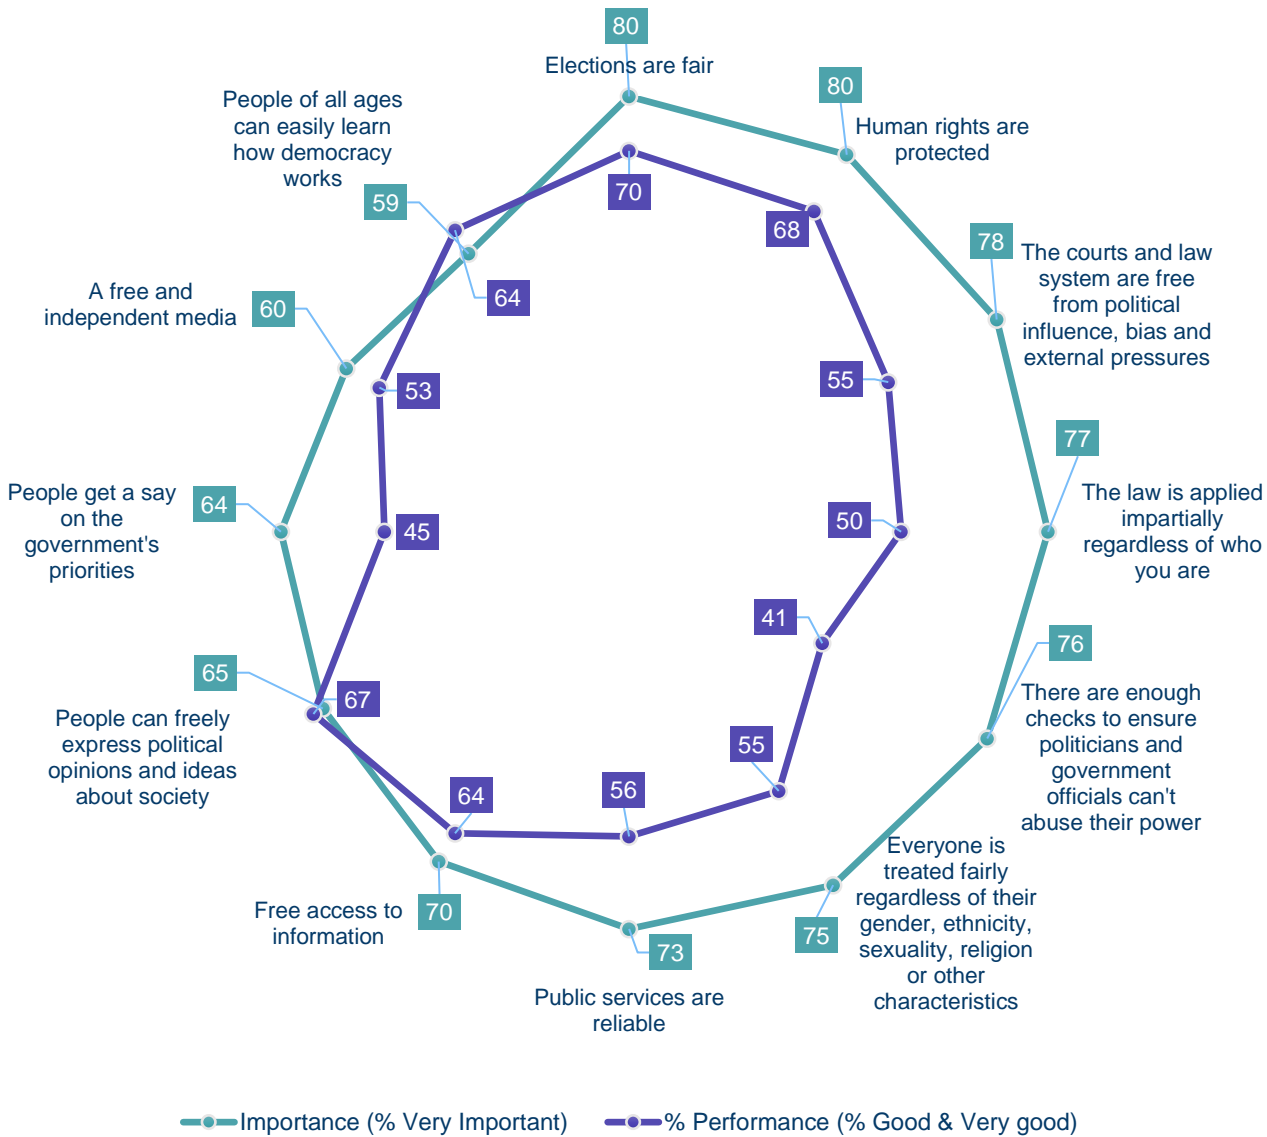 80
Elections are fair
80
Human rights are
protected
People of all ages
can easily learn
how democracy
works
59
70
68
78
The courts and law
system are free
from political
influence, bias and
external pressures
64
A free and
independent media
60
53
55
77
The law is applied
impartially
regardless of who
you are
People get a say
on the
government's
priorities
64
45
50
41
76
There are enough
checks to ensure
politicians and
government
officials can't
abuse their power
65
67
People can freely
express political
opinions and ideas
about society
64
56
55
Everyone is
treated fairly
regardless of their
gender, ethnicity,
sexuality, religion
or other
characteristics
75
Free access to
information
70
73
Public services are
reliable
Importance (% Very Important)
% Performance (% Good & Very good)